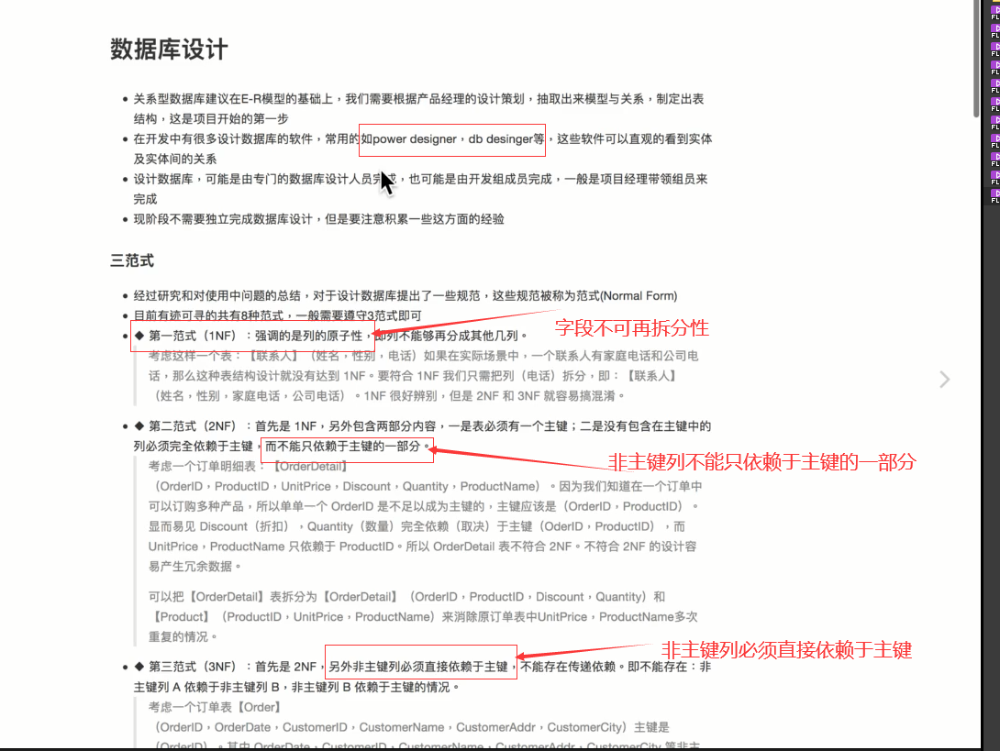 数据库设计
关系型数据库建议在E-R模型的基础上，我们需要根据产品经理的设计策划，抽取出来模型与关系，制定出表
结构，这是项目开始的第一步
在开发中有很多设计数据库的软件，常用的如power designer，db desinger等，这些软件可以直观的看到实体
及实体间的关系
设计数据库，可能是由专门的数据库设计人员完成，也可能是由开发组成员完成，一般是项目经理带领组员来
完成
现阶段不需要独立完成数据库设计，但是要注意积累一些这方面的经验
三范式
经过研究和对使用中问题的总结，对于设计数据库提出了一些规范，这些规范被称为范式(Normal Form)
目前有迹可寻的共有8种范式，一般需要遵守3范式即可
◆ 第一范式（1NF）：强调的是列的原子性，即列不能够再分成其他几列。
字段不可再拆分性
考虑这样一个表：【联系人】（姓名，性别，电话）如果在实际场景中，一个联系人有家庭电话和公司电
话，那么这种表结构设计就没有达到 1NF。要符合 1NF 我们只需把列（电话）拆分，即：【联系人】
（姓名，性别，家庭电话，公司电话）。1NF 很好辨别，但是 2NF 和 3NF 就容易搞混淆。
◆ 第二范式（2NF）：首先是 1NF，另外包含两部分内容，一是表必须有一个主键；二是没有包含在主键中的
列必须完全依赖于主键，而不能只依赖于主键的一部分。
非主键列不能只依赖于主键的一部分
考虑一个订单明细表：【OrderDetail】
（OrderID，ProductID，UnitPrice，Discount，Quantity，ProductName）。因为我们知道在一个订单中
可以订购多种产品，所以单单一个 OrderID 是不足以成为主键的，主键应该是（OrderID，ProductID）。
显而易见 Discount（折扣），Quantity（数量）完全依赖（取决）于主键（OderID，ProductID），而
UnitPrice，ProductName 只依赖于 ProductID。所以 OrderDetail 表不符合 2NF。不符合 2NF 的设计容
易产生冗余数据。
可以把【OrderDetail】表拆分为【OrderDetail】（OrderID，ProductID，Discount，Quantity）和
【Product】（ProductID，UnitPrice，ProductName）来消除原订单表中UnitPrice，ProductName多次
重复的情况。
◆ 第三范式（3NF）：首先是 2NF，另外非主键列必须直接依赖于主键，不能存在传递依赖。即不能存在：非
非主键列必须直接依赖于主键
主键列 A 依赖于非主键列 B，非主键列 B 依赖于主键的情况。
考虑一个订单表【Order】
（OrderID，OrderDate，CustomerID，CustomerName，CustomerAddr，CustomerCity）主键是
（OrderID）。其中 OrderDate，CustomerID，CustomerName，CustomerAddr，CustomerCity 等非主